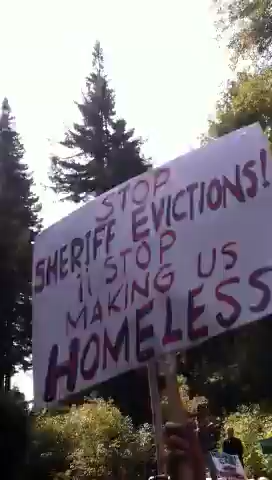 STOP
SHERIFF EVICTIONS!
!! STOP
MAKING US
HOMELESS